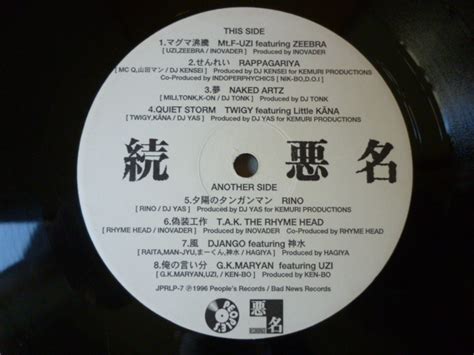 THIS SIDE
1.マグマ沸騰 Mt.F-UZI featuring ZEEBRA
[ UZI,ZEEBRA / INOVADER ] Produced by INOVADER
2.せんれい RAPPAGARIYA
[ MC Q,山田マン / DJ KENSEI ] Produced by DJ KENSEI for KEMURI PRODUCTIONS
Co-Produced by INDOPERRPHYCHICS [ NIK-BO,D.O.I ]
3.夢 NAKED ARTZ
[ MILI,TONK,K-ON / DJ TONK ] Produced by DJ TONK
4.QUIET STORM TWIGY featuring Little KÄNA
[ TWIGY,KÄNA / DJ YAS ] Produced by DJ YAS for KEMURI PRODUCTIONS
続 悪名
ANOTHER SIDE
5.夕陽のタンガンマン RINO
[ RINO / DJ YAS ] Produced by DJ YAS for KEMURI PRODUCTIONS
6.偽装工作 T.A.K. THE RHYME HEAD
[ RHYME HEAD / INOVADER ] Produced by INOVADER Co-Produced by RHYME HEAD
7.風 DJANGO featuring 神水
[ RAITA,MAN-JYU,まーくん,神水 / HAGIYA ] Produced by HAGIYA
8.俺の言い分 G.K.MARYAN featuring UZI
[ G.K.MARYAN,UZI / KEN-BO ] Produced by KEN-BO
JPRLP-7 ℗ 1996 People's Records / Bad News Records
PEOPLE'S
悪名